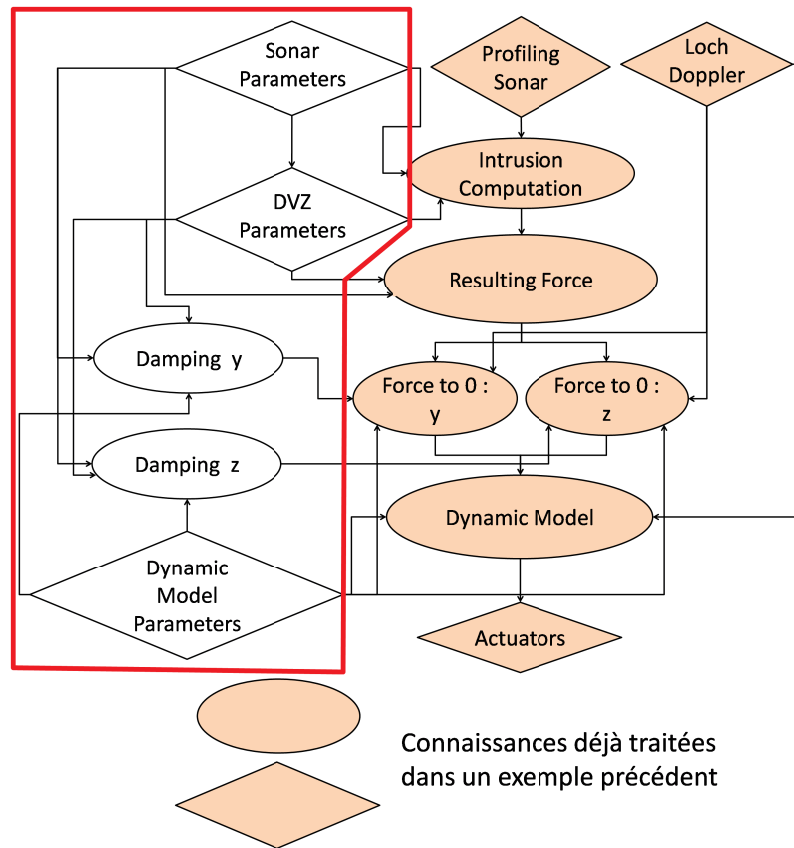 Sonar
Parameters
Profiling
Sonar
Loch
Doppler
Intrusion
Computation
DVZ
Parameters
Resulting Force
Damping y
Force to 0 :
y
Force to 0 :
z
Damping z
Dynamic Model
Dynamic
Model
Parameters
Actuators
Connaissances déjà traitées
dans un exemple précédent